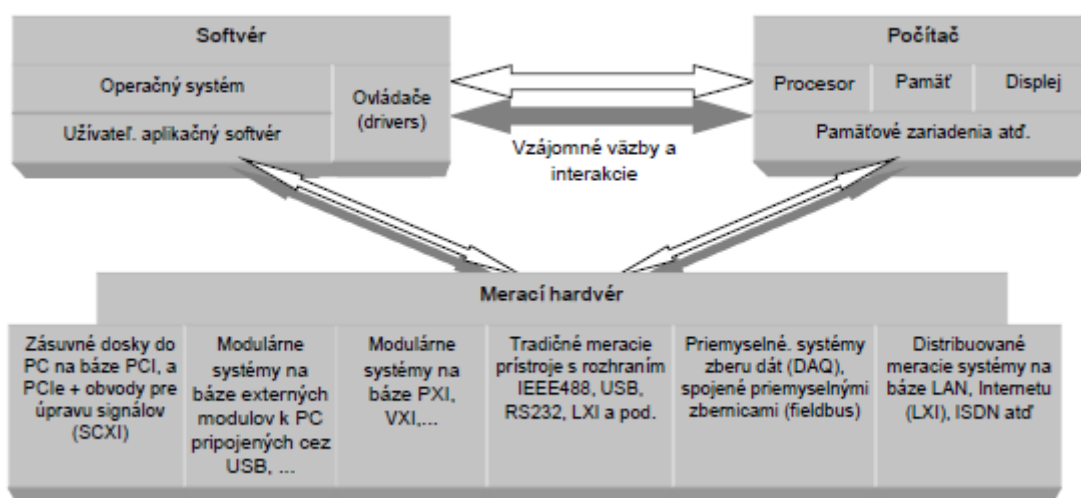 Softvér
Operačný systém
Užívateľ. aplikačný softvér
Ovládače
(drivers)
Počítač
Procesor
Pamäť
Displej
Pamäťové zariadenia atď.
Vzájomné väzby a
interakcie
Merací hardvér
Zásuvné dosky do
PC na báze PCI, a
PCIe + obvody pre
úpravu signálov
(SCXI)
Modulárne
systémy na
báze externých
modulov k PC
pripojených cez
USB, ...
Modulárne
systémy na
báze PXI,
VXI,...
Tradičné meracie
prístroje s rozhraním
IEEE488, USB,
RS232, LXI a pod.
Priemyselné. systémy
zberu dát (DAQ),
spojené priemyselnými
zbernicami (fieldbus)
Distribuované
meracie systémy na
báze LAN, Internetu
(LXI), ISDN atď